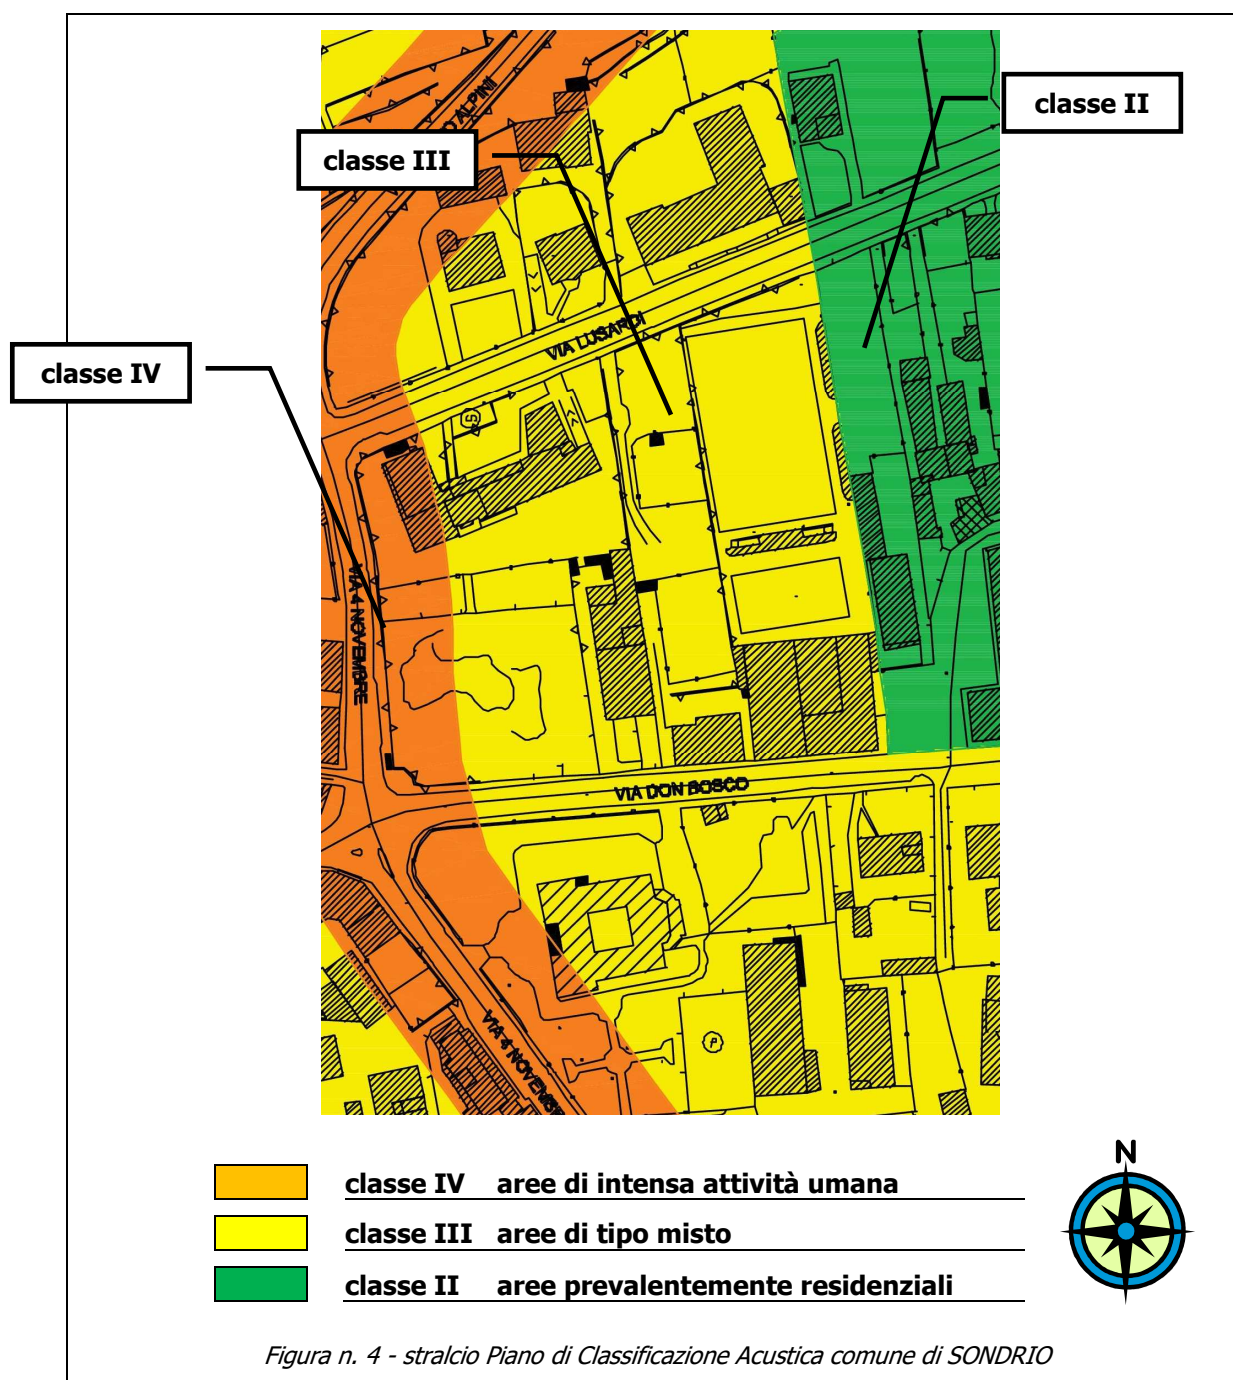 O ALPINI
classe II
classe III
VIA LUSARDI
classe IV
S
VIA 4 NOVEMBRE
VIA DON BOSCO
P
VIA 4 NOVEMB
N
classe IV aree di intensa attività umana
classe III aree di tipo misto
classe II aree prevalentemente residenziali
Figura n. 4 - stralcio Piano di Classificazione Acustica comune di SONDRIO